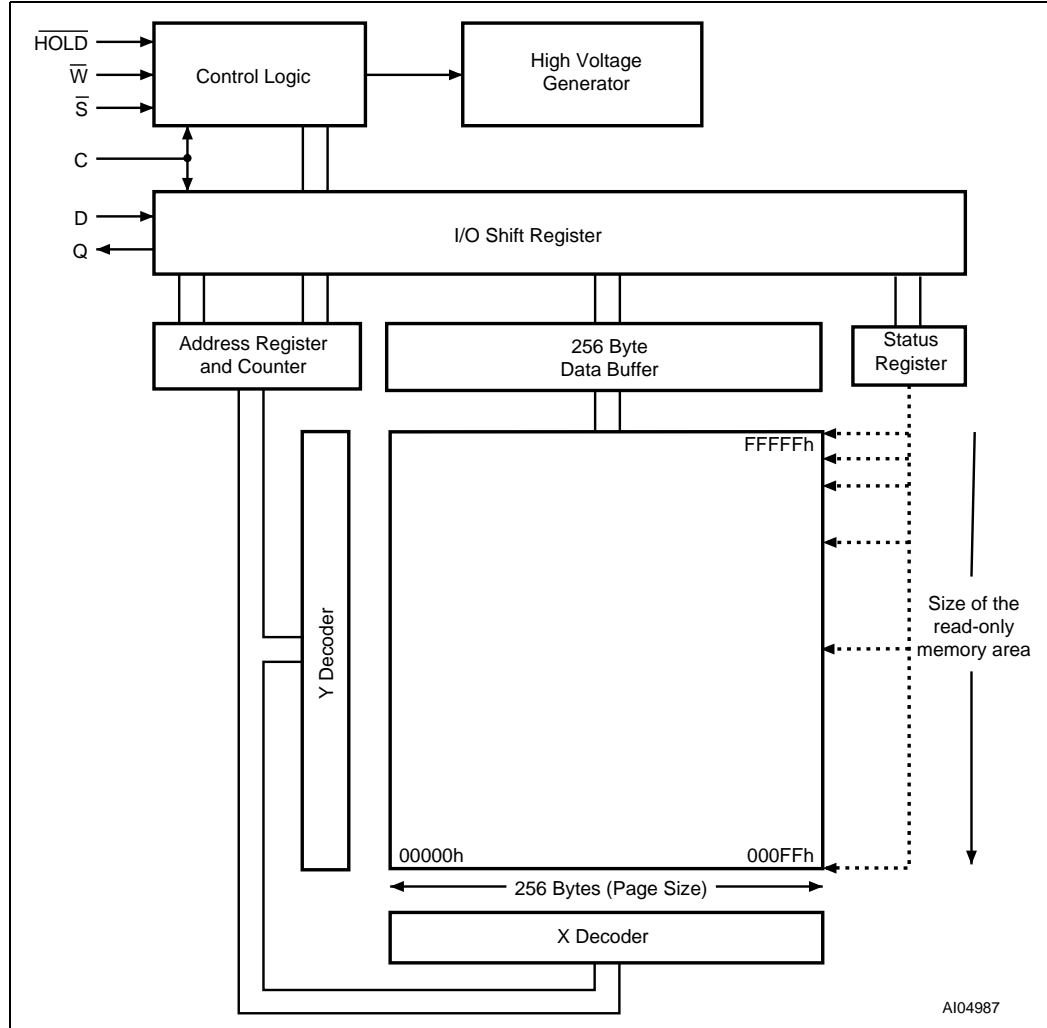 HOLD
W
S
C
D
Q
Control Logic
High Voltage
Generator
I/O Shift Register
Address Register
and Counter
256 Byte
Data Buffer
Status
Register
FFFFFh
Y Decoder
Size of the
read-only
memory area
00000h
000FFh
256 Bytes (Page Size)
X Decoder
AI04987